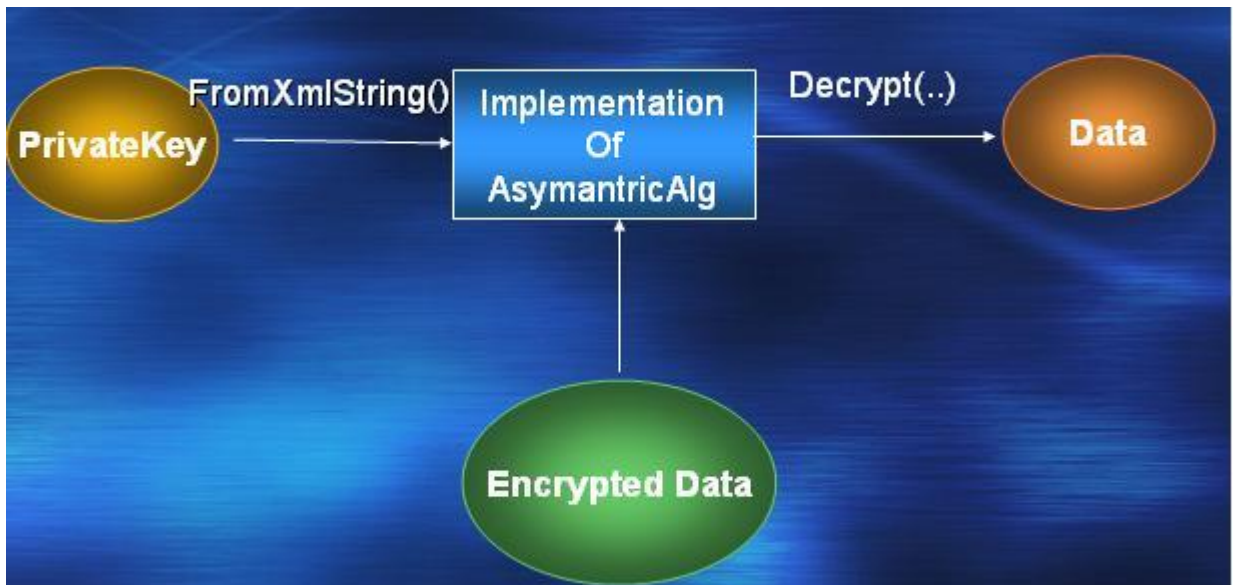 PrivateKey
FromXmlString()
Implementation
Of
AsymantricAlg
Decrypt(..)
Data
Encrypted Data